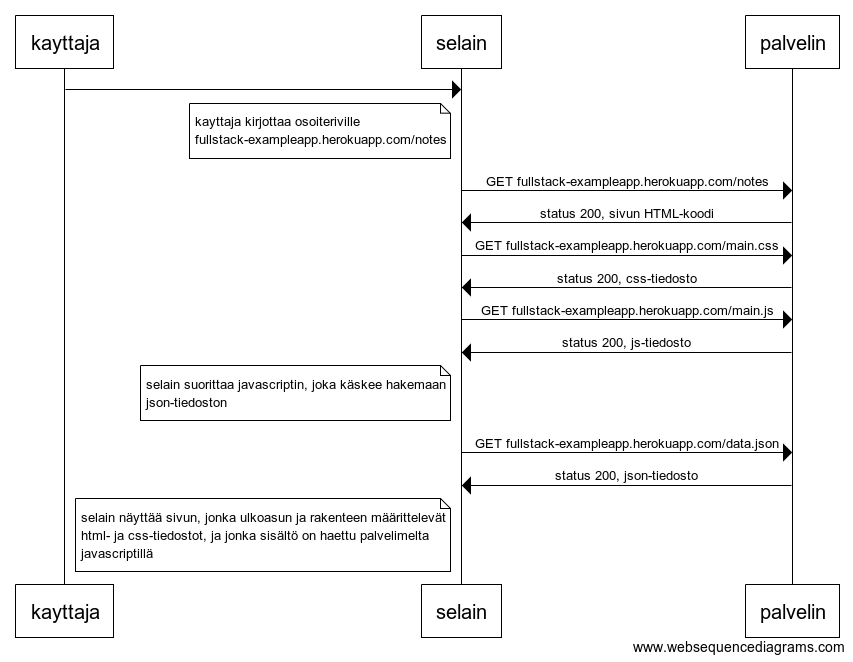 kayttaja
selain
palvelin
kayttaja kirjottaa osoiteriville
fullstack-exampleapp.herokuapp.com/notes
GET fullstack-exampleapp.herokuapp.com/notes
status 200, sivun HTML-koodi
GET fullstack-exampleapp.herokuapp.com/main.css
status 200, css-tiedosto
GET fullstack-exampleapp.herokuapp.com/main.js
status 200, js-tiedosto
selain suorittaa javascriptin, joka käskee hakemaan
json-tiedoston
GET fullstack-exampleapp.herokuapp.com/data.json
status 200, json-tiedosto
selain näyttää sivun, jonka ulkoasun ja rakenteen määrittelevät
html- ja css-tiedostot, ja jonka sisältö on haettu palvelimelta
javascriptillä
kayttaja
selain
palvelin
www.websequencediagrams.com